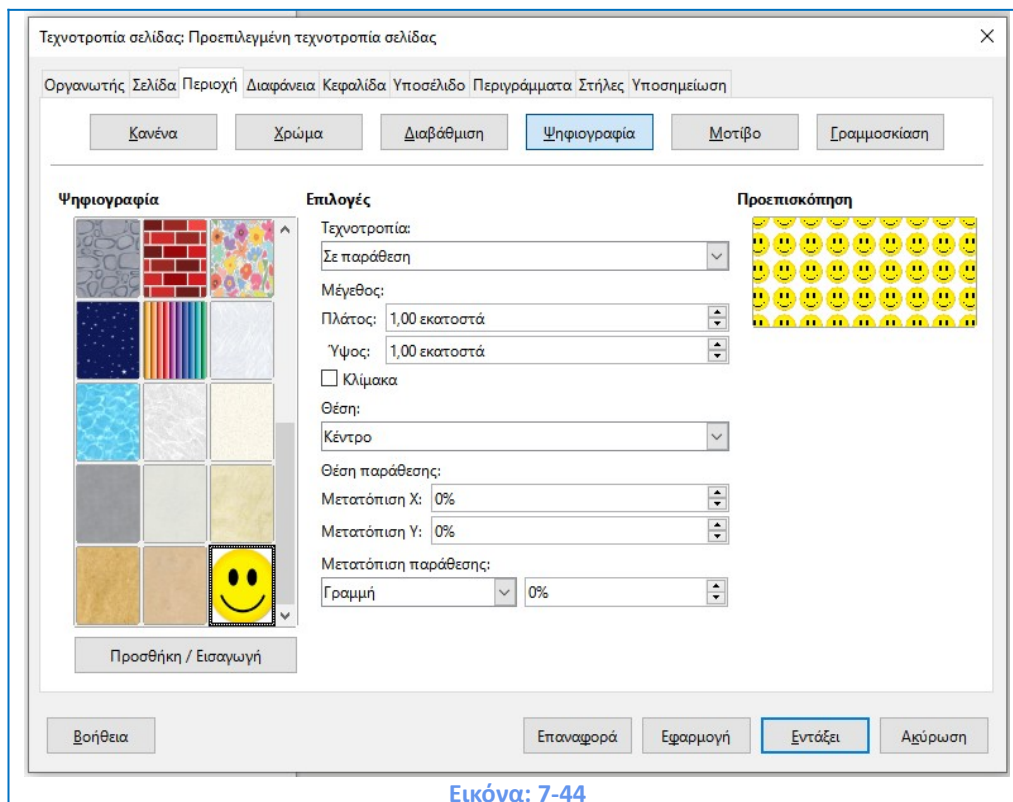 Τεχνοτροπία σελίδας: Προεπιλεγμένη τεχνοτροπία σελίδας
Οργανωτής Σελίδα Περιοχή Διαφάνεια Κεφαλίδα Υποσέλιδο Περιγράμματα Στήλες Υποσημείωση
Κανένα Χρώμα Διαβάθμιση Ψηφιογραφία Μοτίβο Γραμμοσκίαση
Ψηφιογραφία
Επιλογές
Τεχνοτροπία:
Σε παράθεση
Μέγεθος:
Πλάτος: 1,00 εκατοστά
Ύψος: 1,00 εκατοστά
Κλίμακα
Θέση:
Κέντρο
Θέση παράθεσης:
Μετατόπιση X: 0%
Μετατόπιση Y: 0%
Μετατόπιση παράθεσης:
Γραμμή 0%
Προεπισκόπηση
Προσθήκη / Εισαγωγή
Βοήθεια Επαναφορά Εφαρμογή Εντάξει Ακύρωση
Εικόνα: 7-44